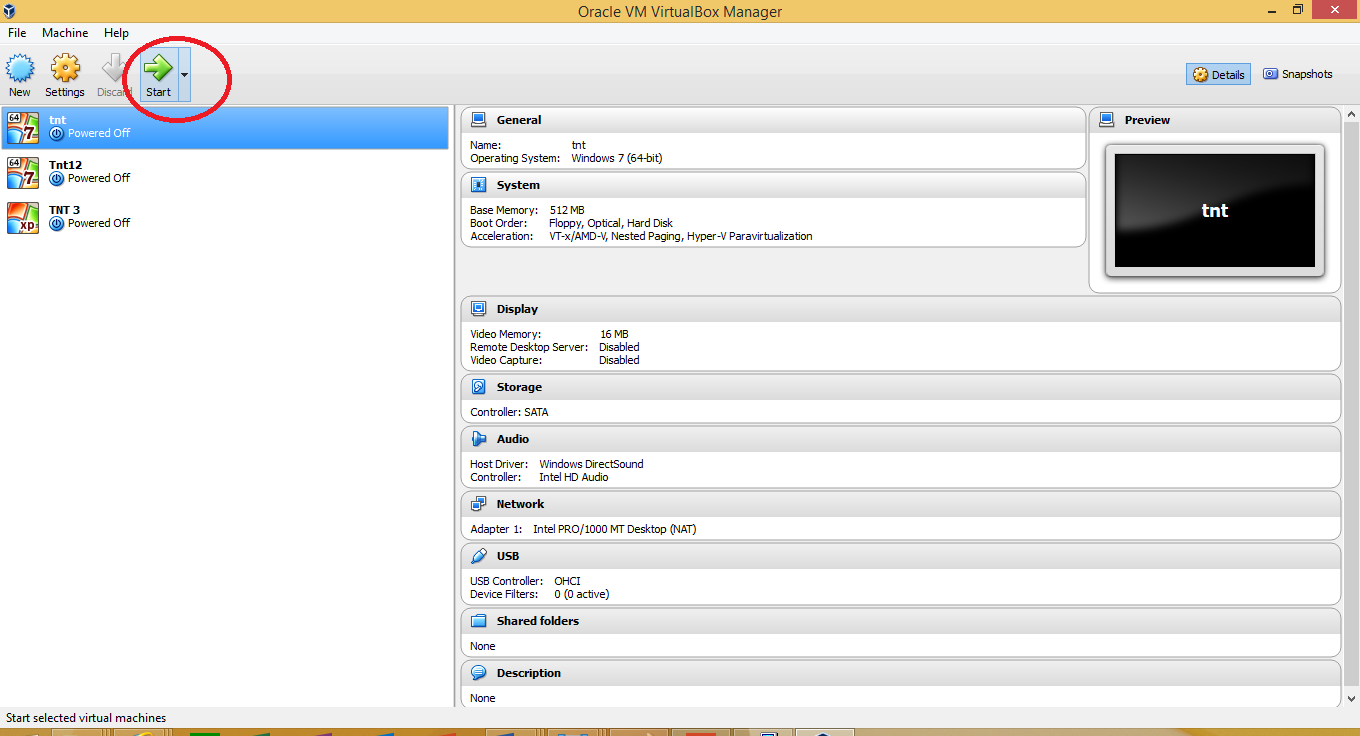 Oracle VM VirtualBox Manager
File Machine Help
New Settings Discard Start
Details Snapshots
64
7
tnt
Powered Off
64
7
Tnt12
Powered Off
xp
TNT 3
Powered Off
General
Name: tnt
Operating System: Windows 7 (64-bit)
System
Base Memory: 512 MB
Boot Order: Floppy, Optical, Hard Disk
Acceleration: VT-x/AMD-V, Nested Paging, Hyper-V Paravirtualization
Preview
tnt
Display
Video Memory: 16 MB
Remote Desktop Server: Disabled
Video Capture: Disabled
Storage
Controller: SATA
Audio
Host Driver: Windows DirectSound
Controller: Intel HD Audio
Network
Adapter 1: Intel PRO/1000 MT Desktop (NAT)
USB
USB Controller: OHCI
Device Filters: 0 (0 active)
Shared folders
None
Description
None
Start selected virtual machines